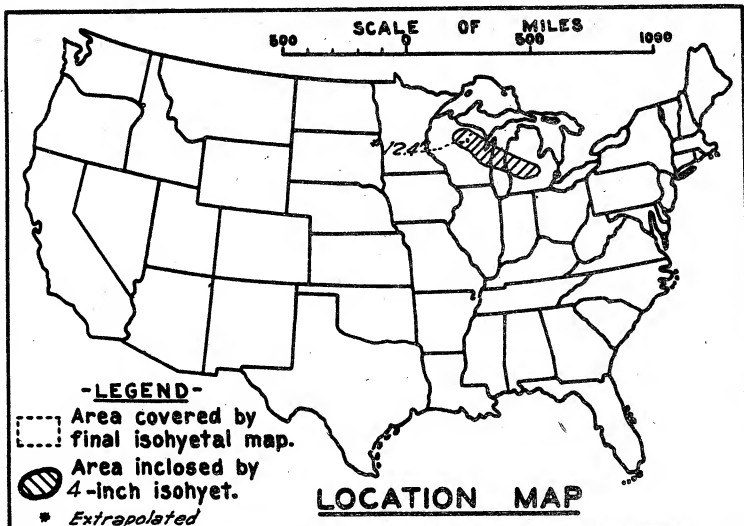 SCALE OF MILES
500 0 500 1000
* 12.4"
-LEGEND-
Area covered by
final isohyetal map.
Area inclosed by
4-inch isohyet.
* Extrapolated
LOCATION MAP